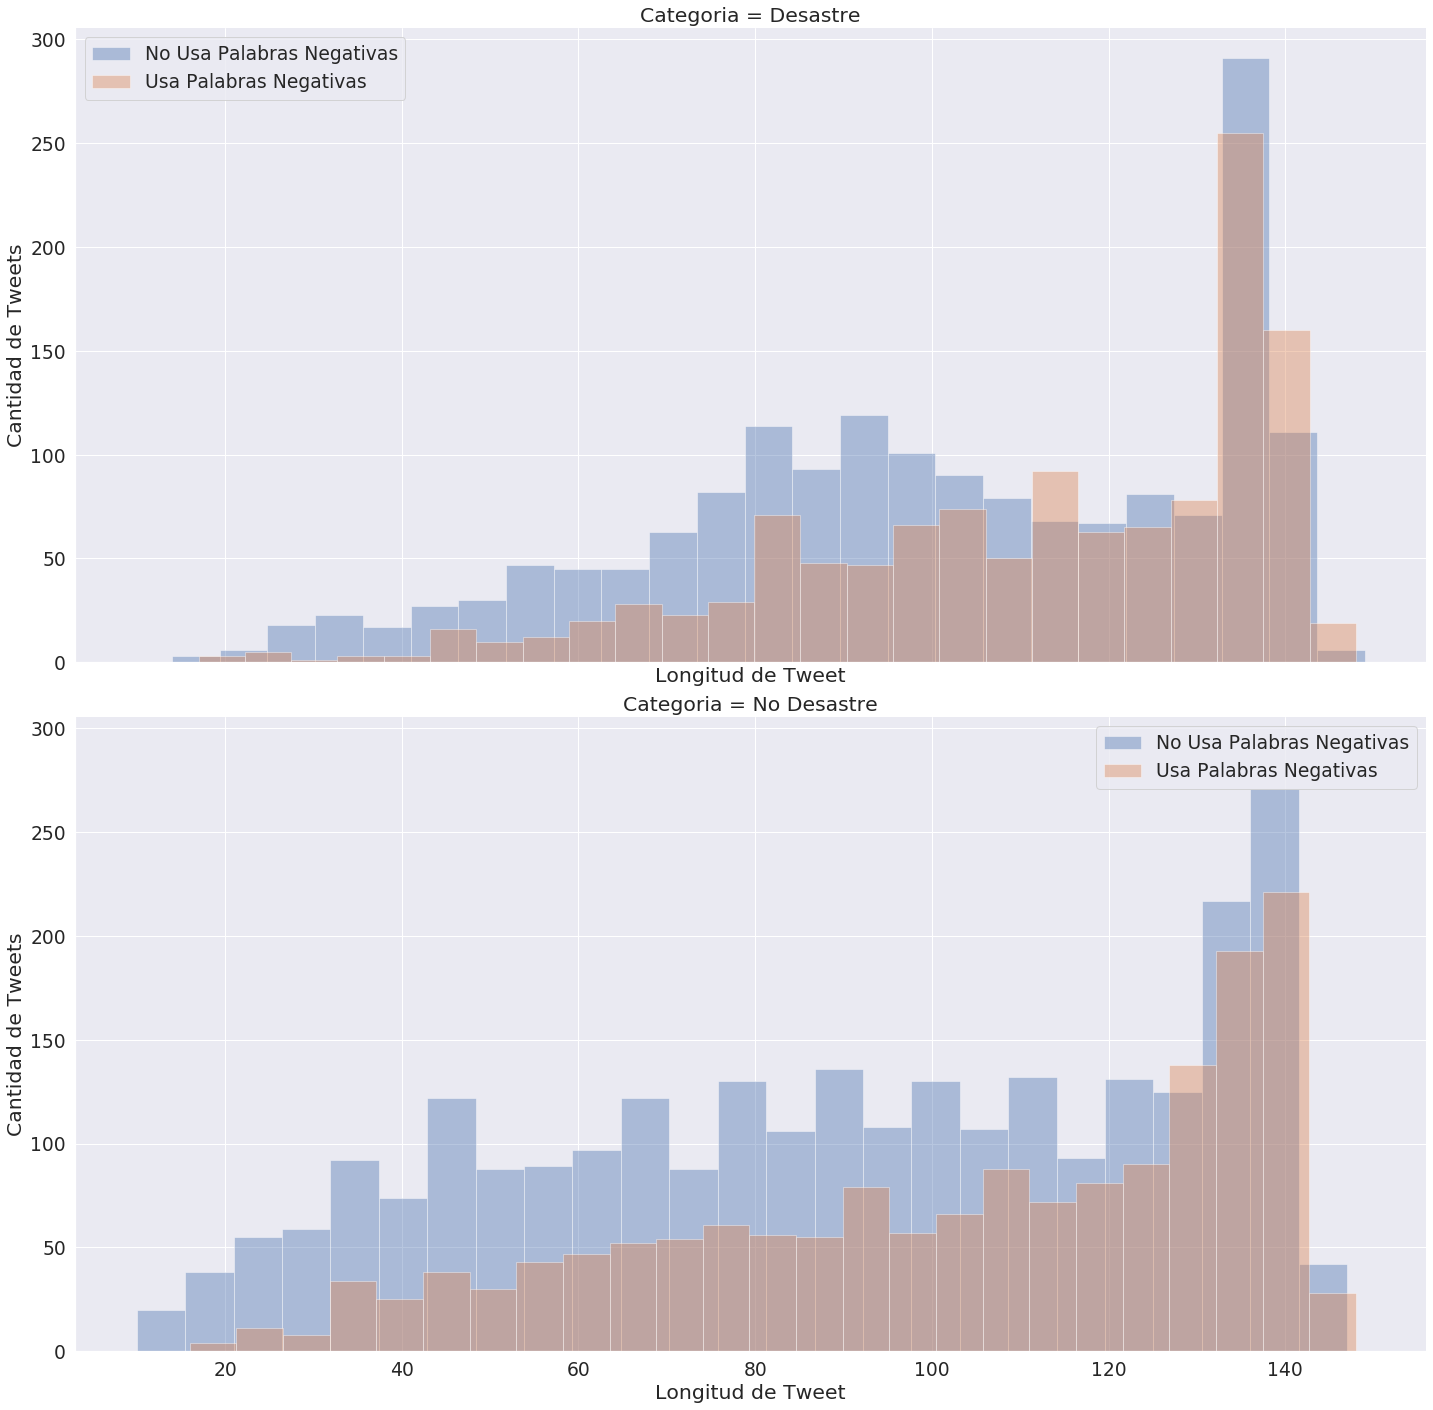 Categoria = Desastre
No Usa Palabras Negativas
Usa Palabras Negativas
300
250
200
150
100
50
0
Cantidad de Tweets
Longitud de Tweet
Categoria = No Desastre
No Usa Palabras Negativas
Usa Palabras Negativas
300
250
200
150
100
50
0
Cantidad de Tweets
20 40 60 80 100 120 140
Longitud de Tweet